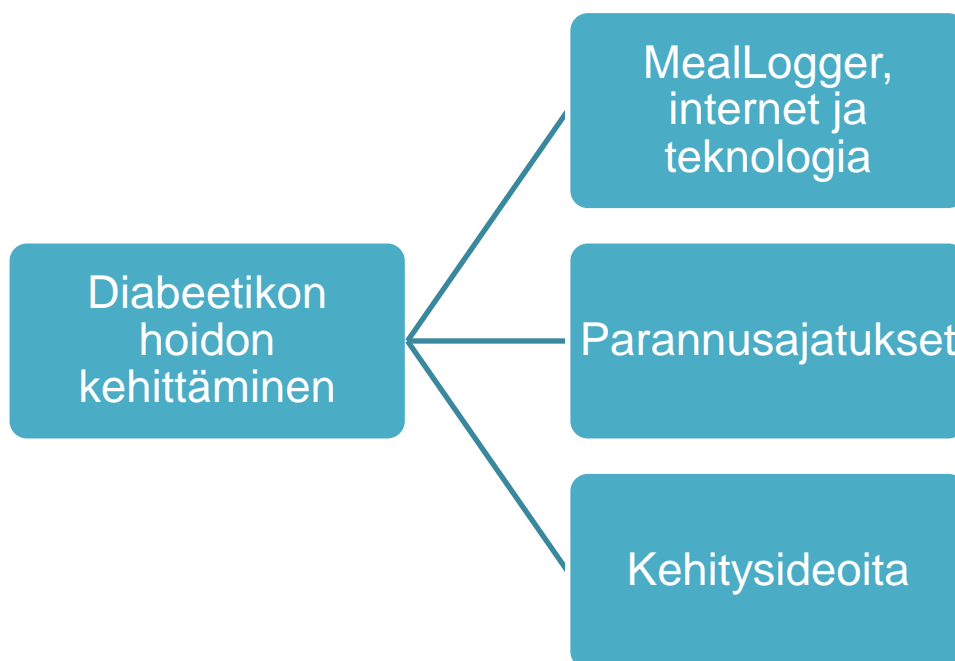 MealLogger,
internet ja
teknologia
Diabeetikon
hoidon
kehittäminen
Parannusajatukset
Kehitysideoita